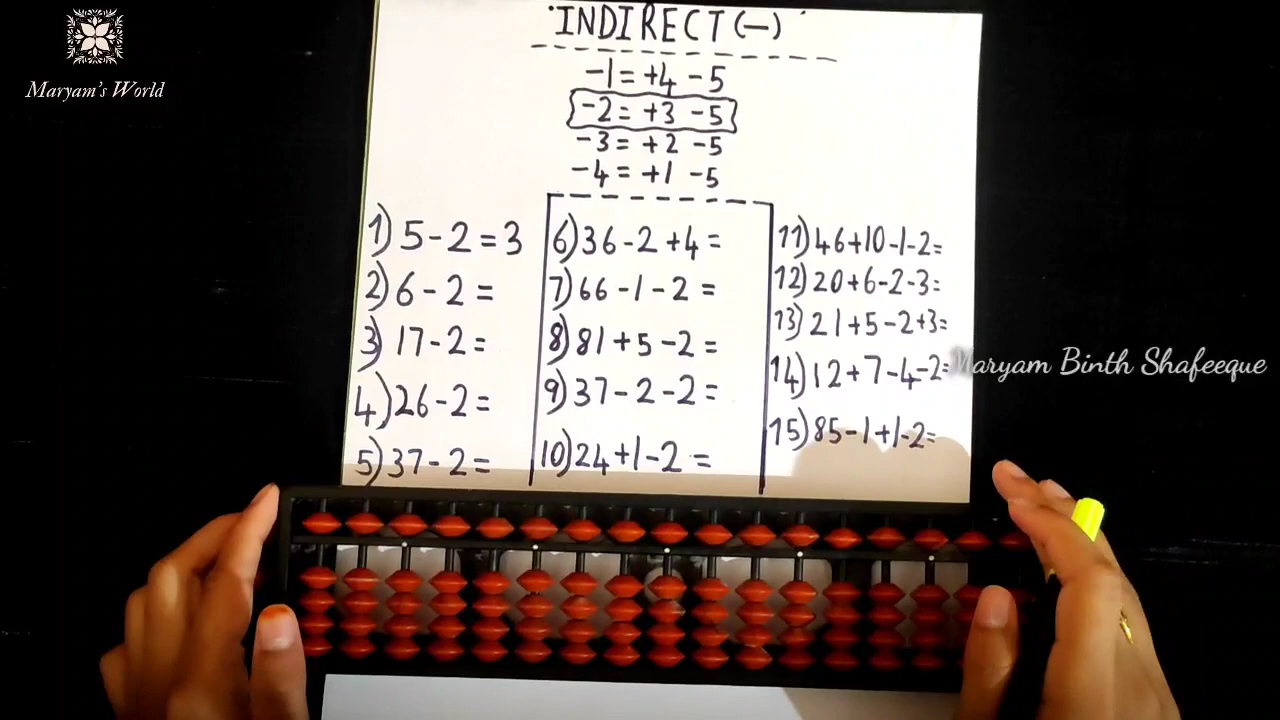 Maryam's World
'INDIRECT (-)'
-1 = +4 -5
-2 = +3 -5
-3 = +2 -5
-4 = +1 -5
1) 5 - 2 = 3
2) 6 - 2 =
3) 17 - 2 =
4) 26 - 2 =
5) 37 - 2 =
6) 36 - 2 + 4 =
7) 66 - 1 - 2 =
8) 81 + 5 - 2 =
9) 37 - 2 - 2 =
10) 24 + 1 - 2 =
11) 46 + 10 - 1 - 2 =
12) 20 + 6 - 2 - 3 =
13) 21 + 5 - 2 + 3 =
14) 12 + 7 - 4 - 2 =
15) 85 - 1 + 1 - 2 =
Maryam Binth Shafeeque